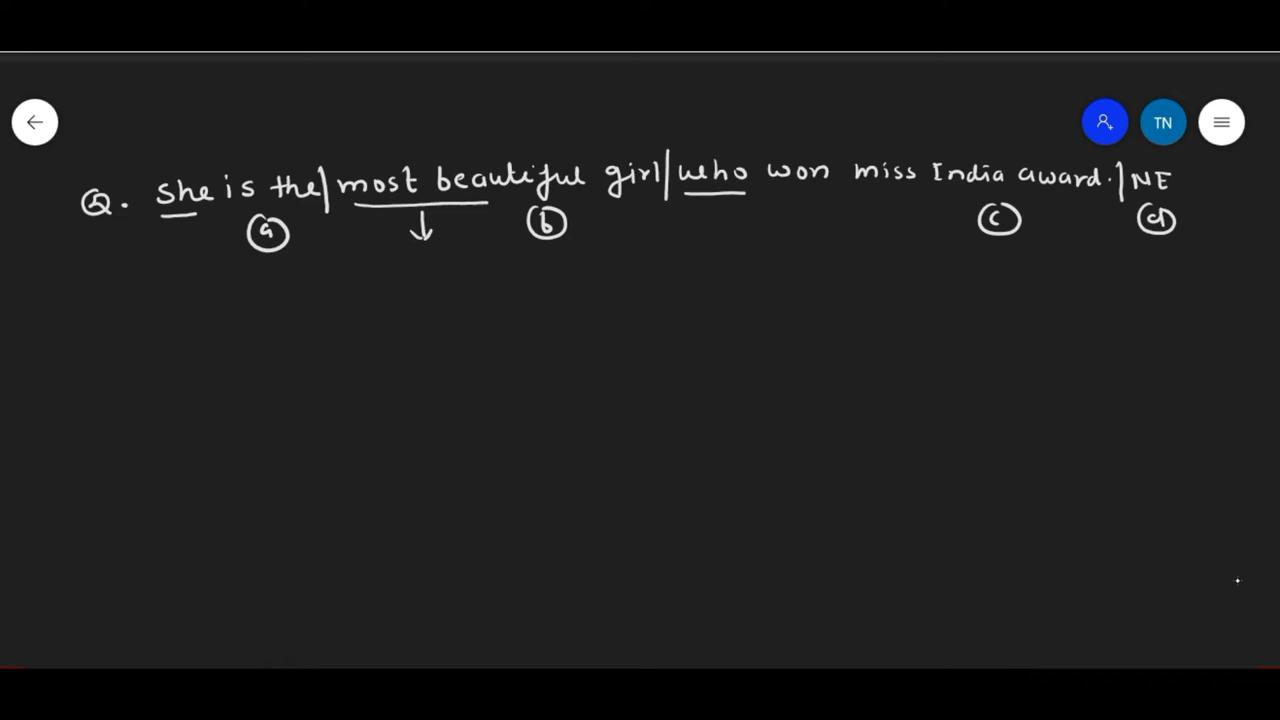 TN
Q. She is the | most beautiful girl | who won miss India award. | NE
a ↓ b c d